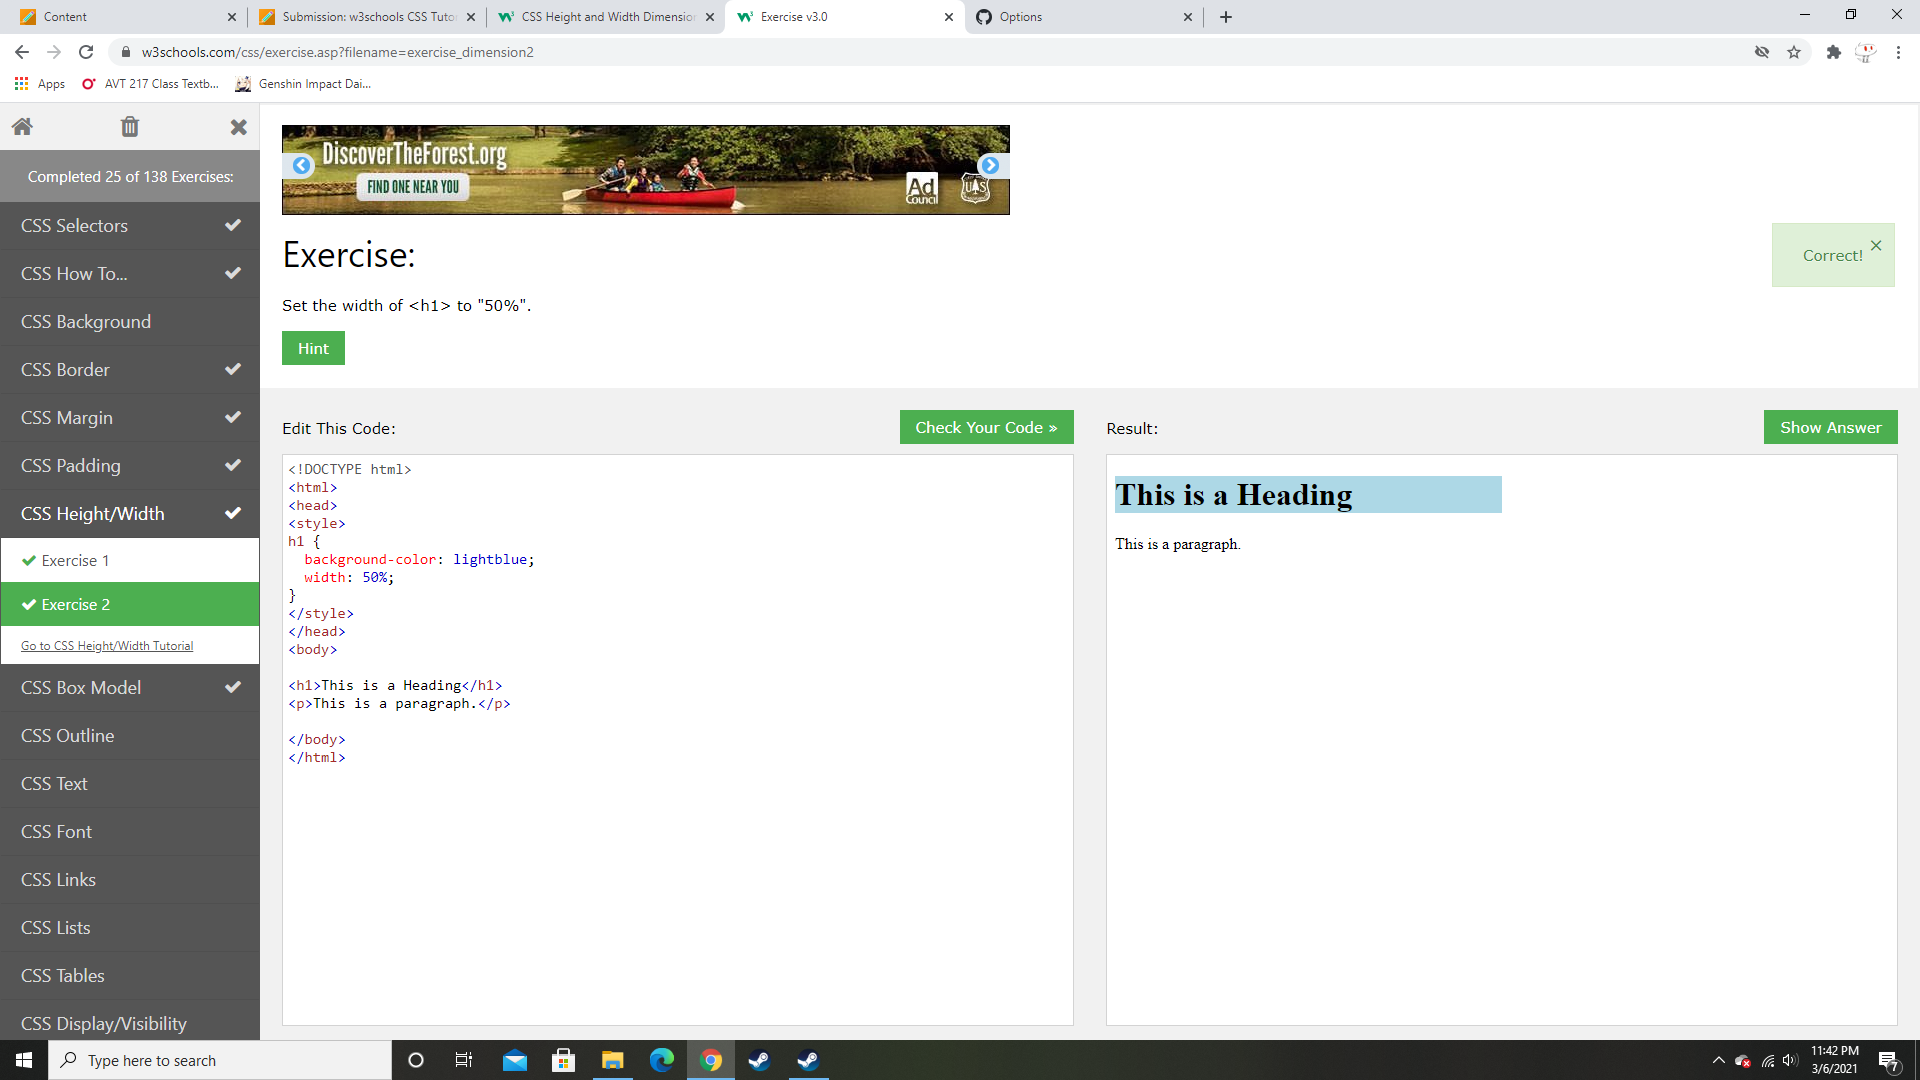 Content
Submission: w3schools CSS Tutor
CSS Height and Width Dimension
Exercise v3.0
Options
w3schools.com/css/exercise.asp?filename=exercise_dimension2
Apps
AVT 217 Class Textb...
Genshin Impact Dai...
Completed 25 of 138 Exercises:
CSS Selectors
CSS How To...
CSS Background
CSS Border
CSS Margin
CSS Padding
CSS Height/Width
Exercise 1
Exercise 2
Go to CSS Height/Width Tutorial
CSS Box Model
CSS Outline
CSS Text
CSS Font
CSS Links
CSS Lists
CSS Tables
CSS Display/Visibility
DiscoverTheForest.org
FIND ONE NEAR YOU
Ad
Council
U S
Exercise:
Correct!
Set the width of <h1> to "50%".
Hint
Edit This Code:
Check Your Code »
Result:
Show Answer
<!DOCTYPE html>
<html>
<head>
<style>
h1 {
  background-color: lightblue;
  width: 50%;
}
</style>
</head>
<body>
<h1>This is a Heading</h1>
<p>This is a paragraph.</p>
</body>
</html>
This is a Heading
This is a paragraph.
Type here to search
11:42 PM
3/6/2021
7